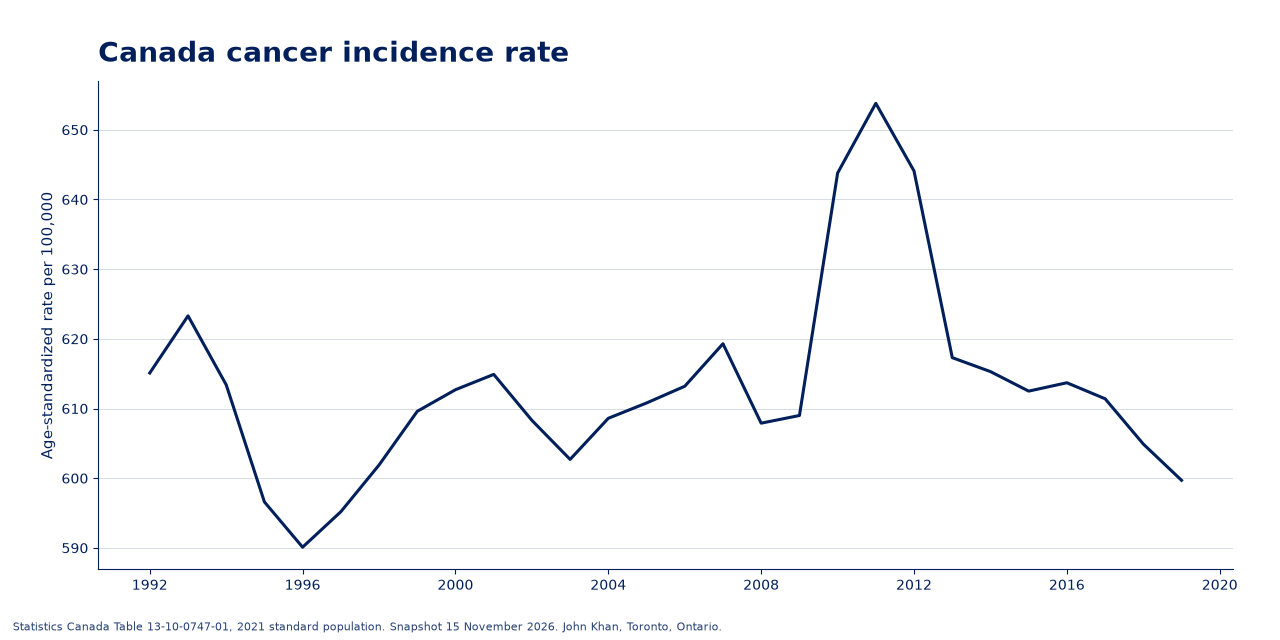 Canada cancer incidence rate
Age-standardized rate per 100,000
650
640
630
620
610
600
590
1992 1996 2000 2004 2008 2012 2016 2020
Statistics Canada Table 13-10-0747-01, 2021 standard population. Snapshot 15 November 2026. John Khan, Toronto, Ontario.